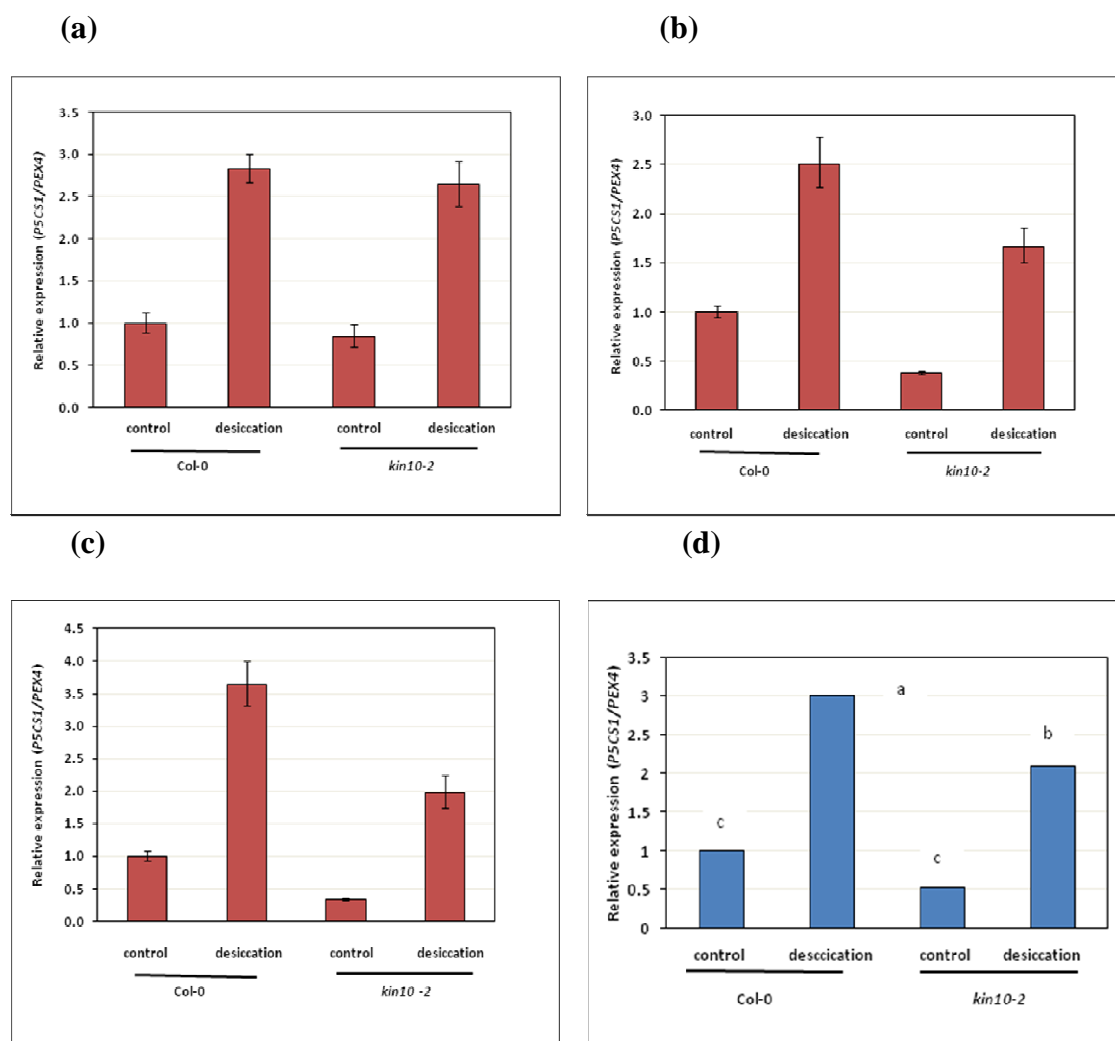 (a)
Relative expression (P5CS1/PEX4)
3.5
3.0
2.5
2.0
1.5
1.0
0.5
0.0
control desiccation control desiccation
Col-0 kin10-2
(b)
Relative expression (P5CS1/PEX4)
3.0
2.5
2.0
1.5
1.0
0.5
0.0
control desiccation control desiccation
Col-0 kin10-2
(c)
Relative expression (P5CS1/PEX4)
4.5
4.0
3.5
3.0
2.5
2.0
1.5
1.0
0.5
0.0
control desiccation control desiccation
Col-0 kin10 -2
(d)
Relative expression (P5CS1/PEX4)
3.5
3
2.5
2
1.5
1
0.5
0
c a c b
control desccication control desiccation
Col-0 kin10-2